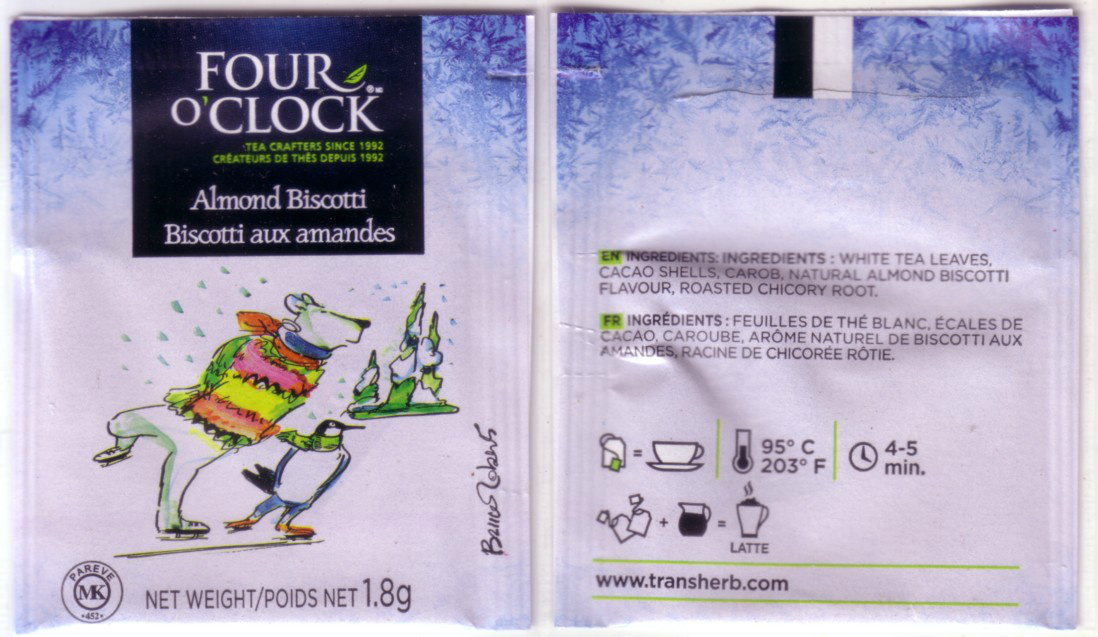 FOUR
O'CLOCK
®MD
TEA CRAFTERS SINCE 1992
CRÉATEURS DE THÉS DEPUIS 1992
Almond Biscotti
Biscotti aux amandes
PAREVE
MK
•452•
NET WEIGHT/POIDS NET 1.8g
EN INGREDIENTS: INGREDIENTS : WHITE TEA LEAVES,
CACAO SHELLS, CAROB, NATURAL ALMOND BISCOTTI
FLAVOUR, ROASTED CHICORY ROOT.
FR INGRÉDIENTS : FEUILLES DE THÉ BLANC, ÉCALES DE
CACAO, CAROUBE, ARÔME NATUREL DE BISCOTTI AUX
AMANDES, RACINE DE CHICORÉE RÔTIE.
=
95° C
203° F
4-5
min.
+ =
LATTE
www.transherb.com